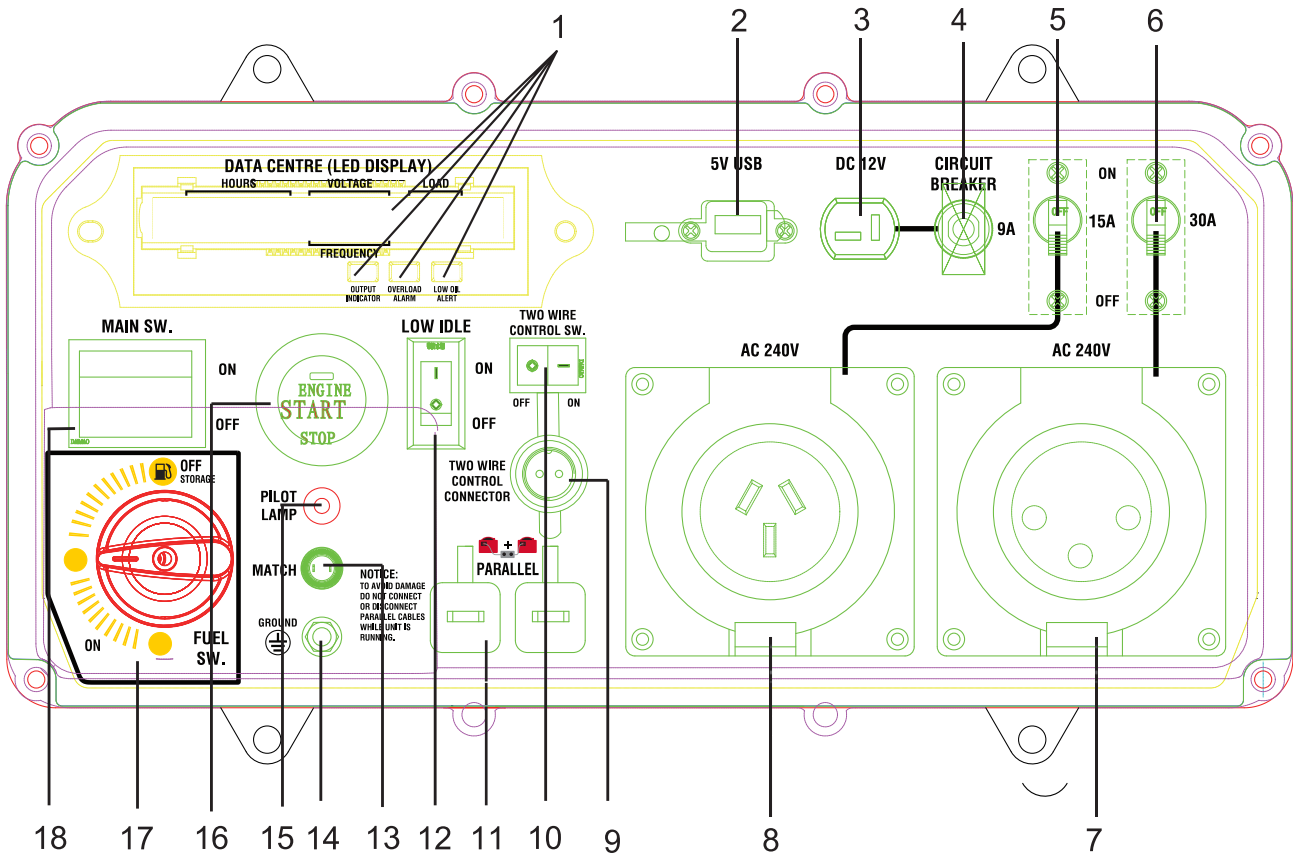 1
2
3
4
5
6
DATA CENTRE (LED DISPLAY)
HOURS
VOLTAGE
LOAD
FREQUENCY
OUTPUT
INDICATOR
OVERLOAD
ALARM
LOW OIL
ALERT
5V USB
DC 12V
CIRCUIT
BREAKER
9A
ON
OFF
15A
OFF
30A
OFF
MAIN SW.
ON
OFF
ENGINE
START
STOP
LOW IDLE
ON
OFF
TWO WIRE
CONTROL SW.
OFF
ON
TWO WIRE
CONTROL
CONNECTOR
AC 240V
AC 240V
OFF
STORAGE
ON
FUEL
SW.
PILOT
LAMP
MATCH
GROUND
NOTICE:
TO AVOID DAMAGE
DO NOT CONNECT
OR DISCONNECT
PARALLEL CABLES
WHILE UNIT IS
RUNNING.
+
PARALLEL
18
17
16
15
14
13
12
11
10
9
8
7